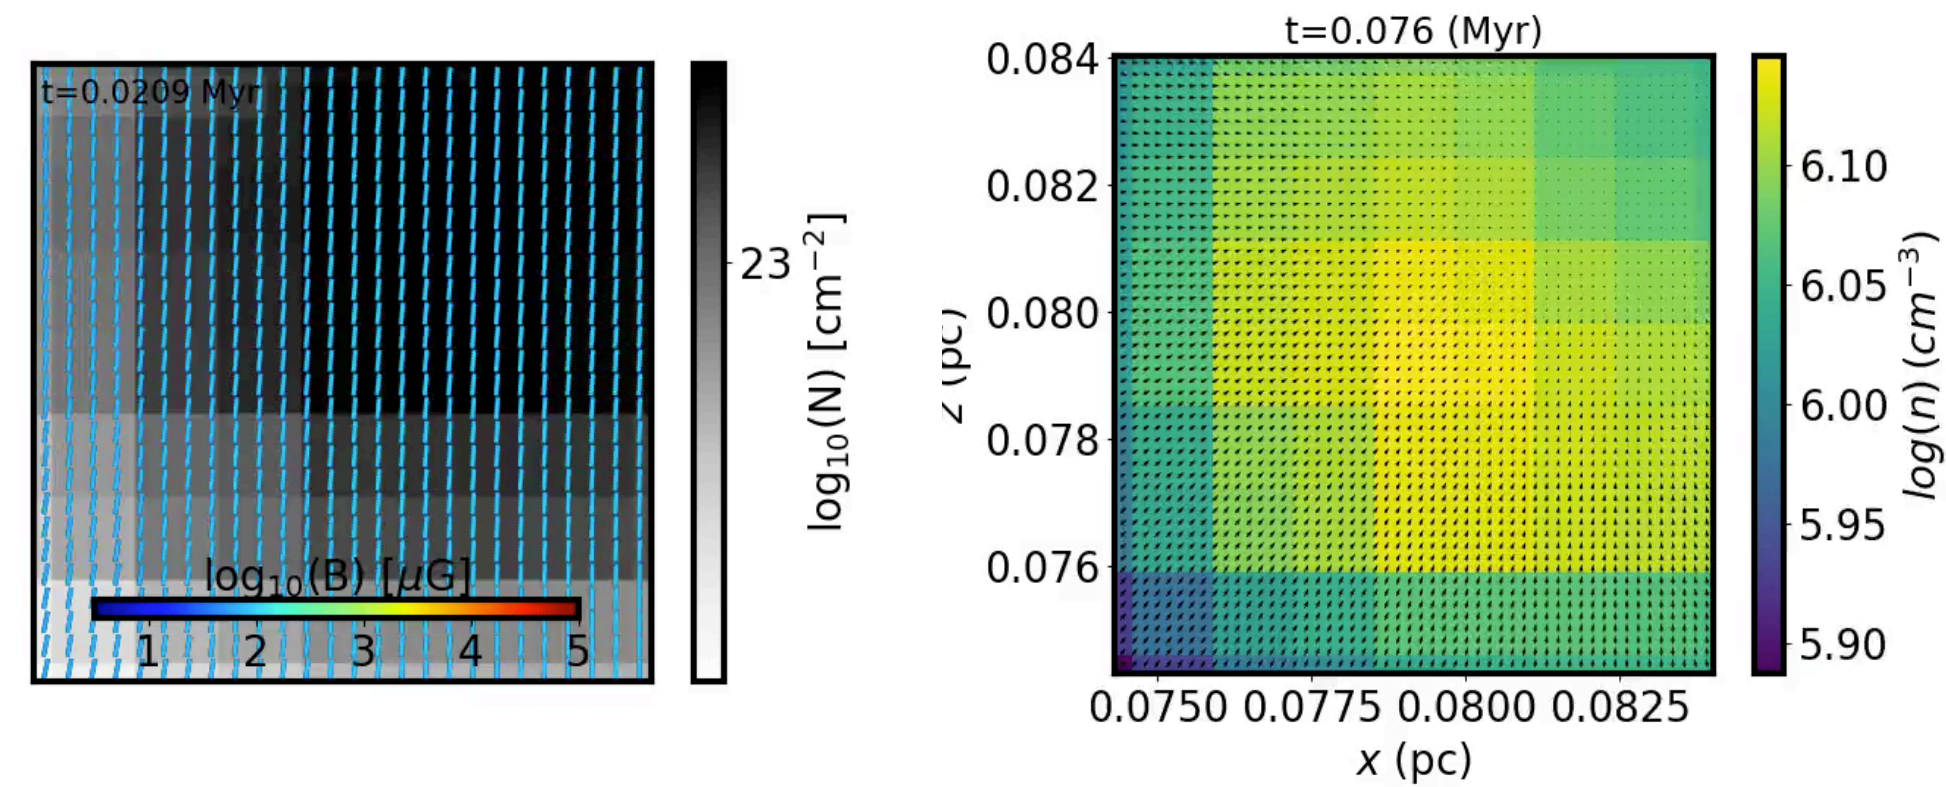 t=0.0209 Myr
log₁₀(B) [μG]
1 2 3 4 5
23
log₁₀(N) [cm⁻²]
t=0.076 (Myr)
0.084
0.082
0.080
0.078
0.076
z (pc)
0.0750 0.0775 0.0800 0.0825
x (pc)
6.10
6.05
6.00
5.95
5.90
log(n) (cm⁻³)